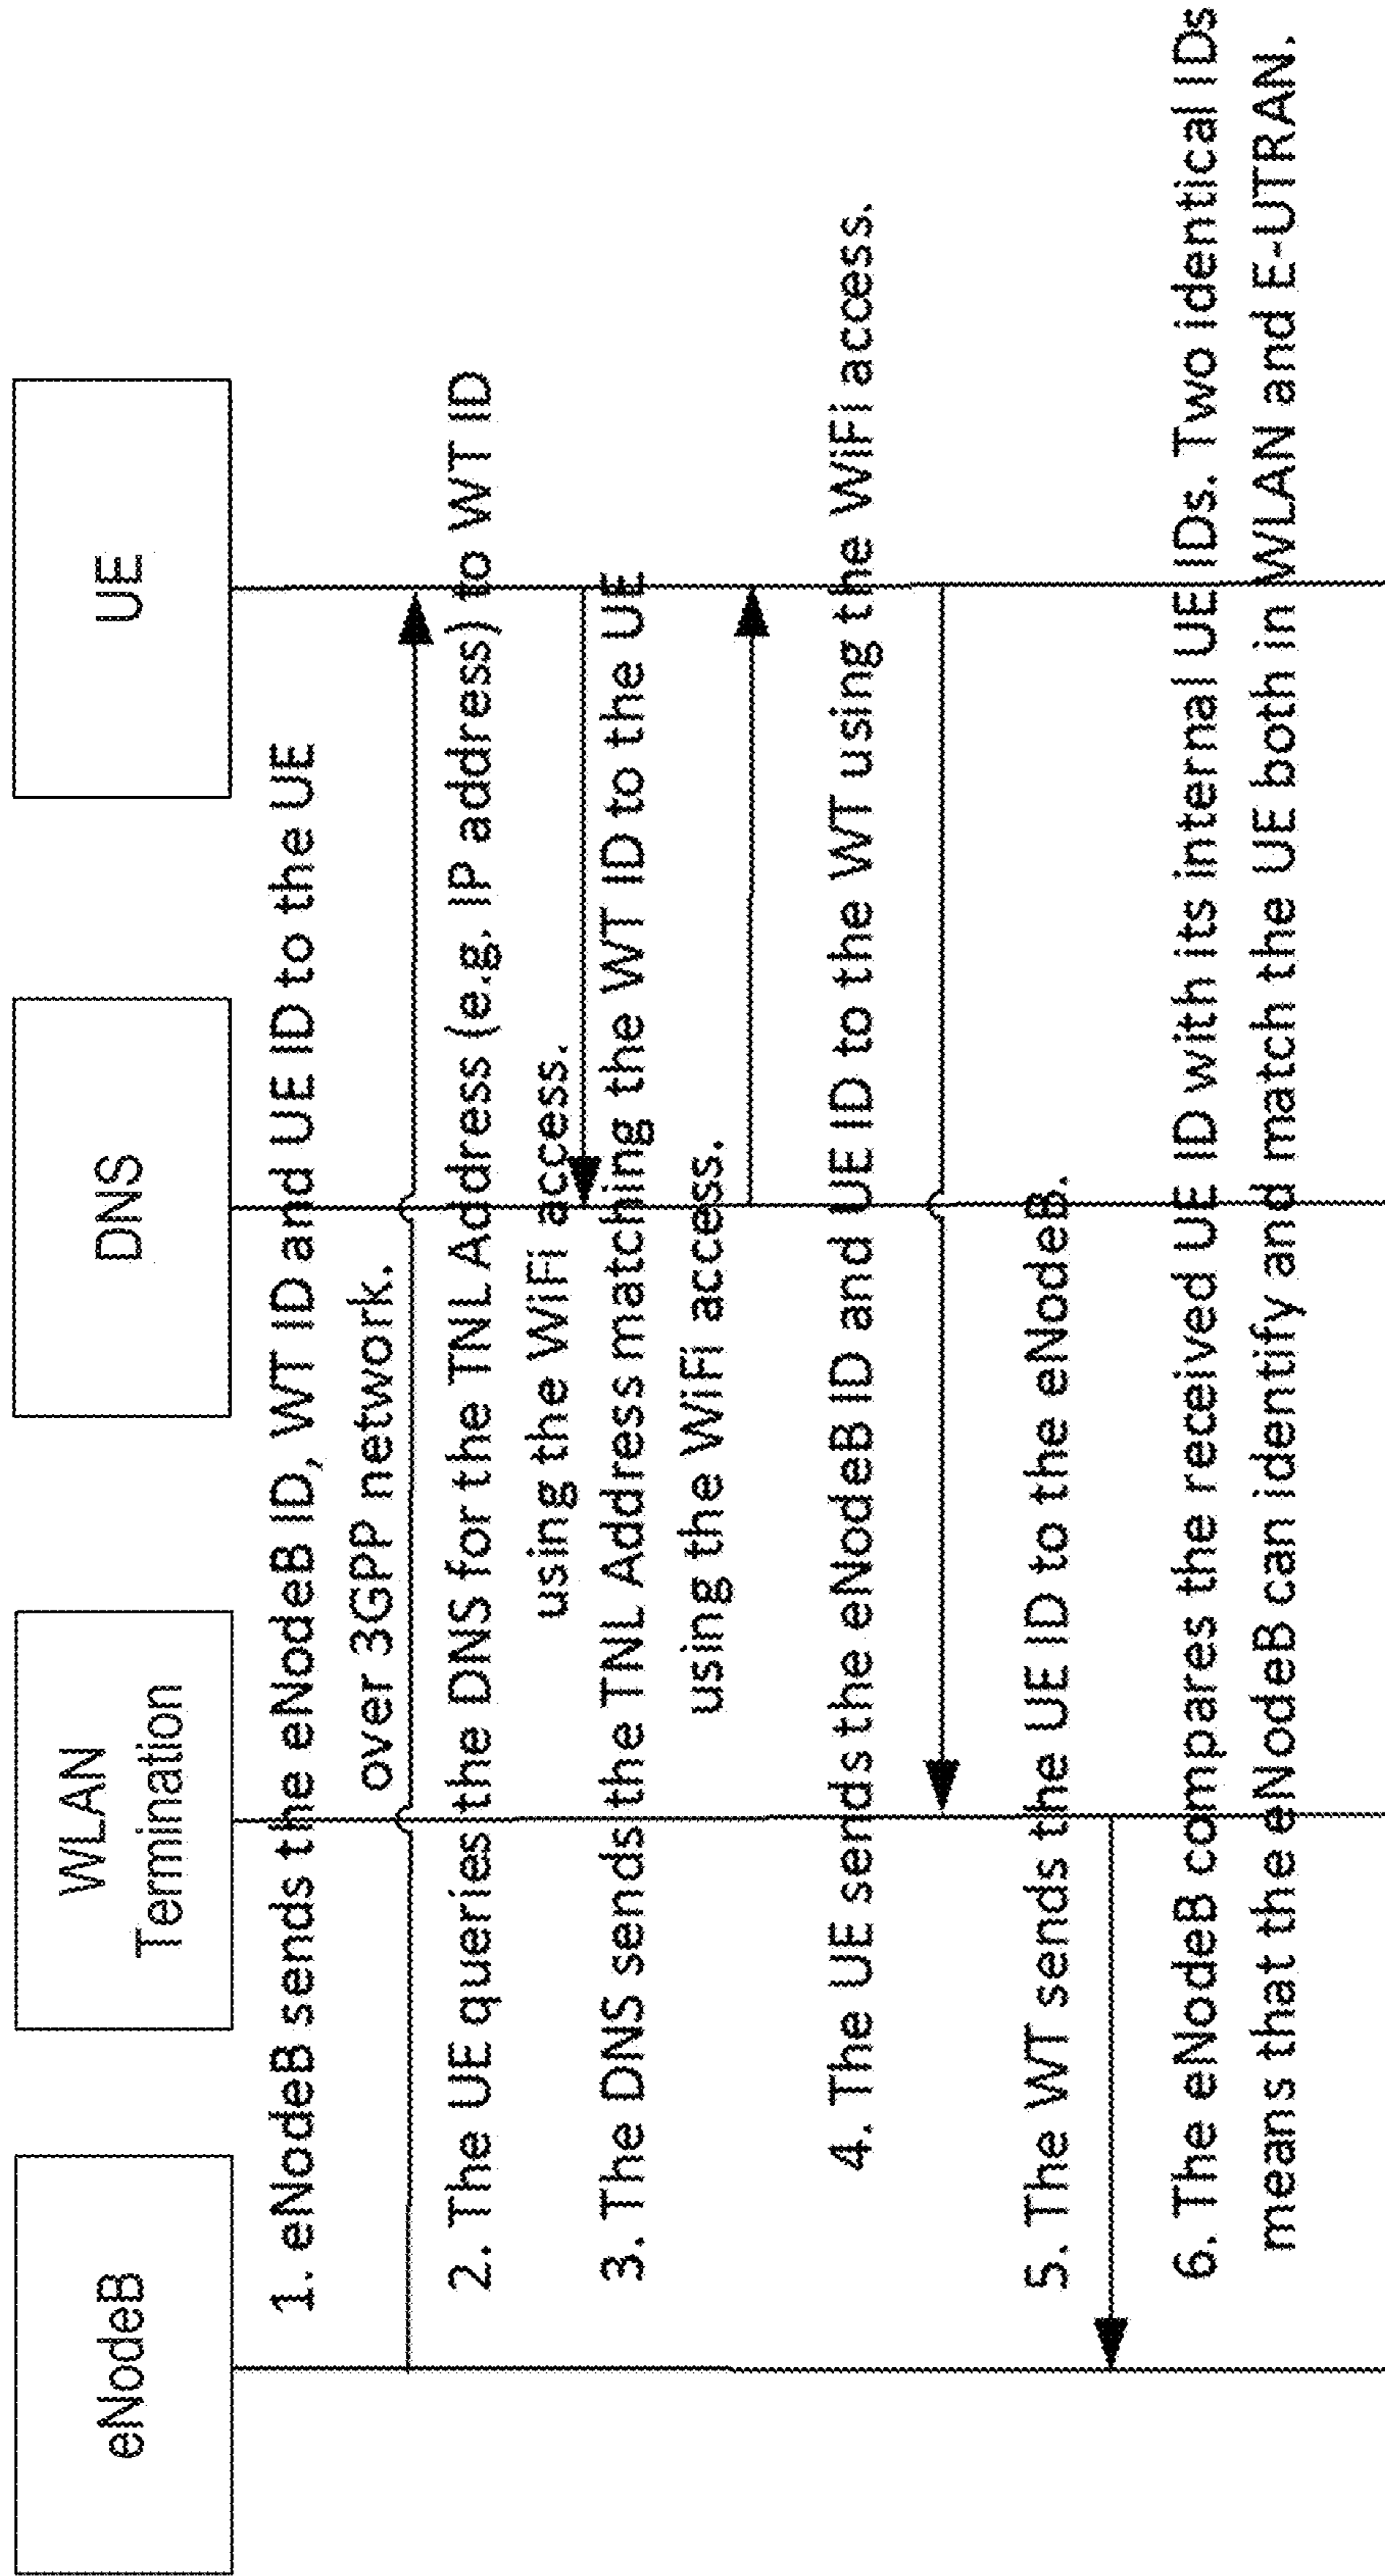 eNodeB
WLAN
Termination
DNS
UE
1. eNodeB sends the eNodeB ID, WT ID and UE ID to the UE
over 3GPP network.
2. The UE queries the DNS for the TNL Address (e.g. IP address) to WT ID
using the WiFi access.
3. The DNS sends the TNL Address matching the WT ID to the UE
using the WiFi access.
4. The UE sends the eNodeB ID and UE ID to the WT using the WiFi access.
5. The WT sends the UE ID to the eNodeB.
6. The eNodeB compares the received UE ID with its internal UE IDs. Two identical IDs
means that the eNodeB can identify and match the UE both in WLAN and E-UTRAN.